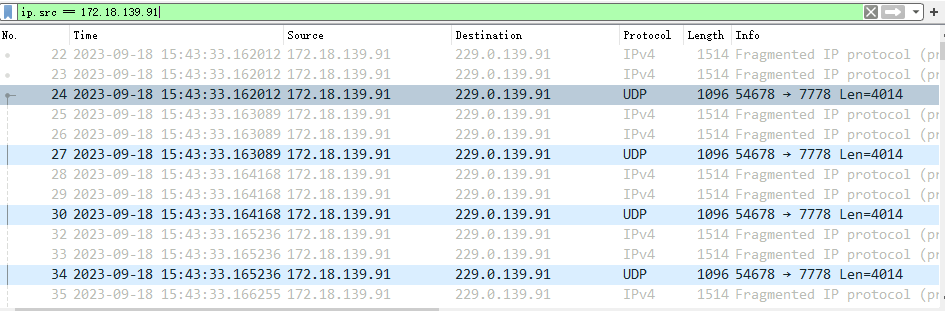 ip.src == 172.18.139.91
No. Time Source Destination Protocol Length Info
22 2023-09-18 15:43:33.162012 172.18.139.91 229.0.139.91 IPv4 1514 Fragmented IP protocol (pr
23 2023-09-18 15:43:33.162012 172.18.139.91 229.0.139.91 IPv4 1514 Fragmented IP protocol (pr
24 2023-09-18 15:43:33.162012 172.18.139.91 229.0.139.91 UDP 1096 54678 → 7778 Len=4014
25 2023-09-18 15:43:33.163089 172.18.139.91 229.0.139.91 IPv4 1514 Fragmented IP protocol (pr
26 2023-09-18 15:43:33.163089 172.18.139.91 229.0.139.91 IPv4 1514 Fragmented IP protocol (pr
27 2023-09-18 15:43:33.163089 172.18.139.91 229.0.139.91 UDP 1096 54678 → 7778 Len=4014
28 2023-09-18 15:43:33.164168 172.18.139.91 229.0.139.91 IPv4 1514 Fragmented IP protocol (pr
29 2023-09-18 15:43:33.164168 172.18.139.91 229.0.139.91 IPv4 1514 Fragmented IP protocol (pr
30 2023-09-18 15:43:33.164168 172.18.139.91 229.0.139.91 UDP 1096 54678 → 7778 Len=4014
32 2023-09-18 15:43:33.165236 172.18.139.91 229.0.139.91 IPv4 1514 Fragmented IP protocol (pr
33 2023-09-18 15:43:33.165236 172.18.139.91 229.0.139.91 IPv4 1514 Fragmented IP protocol (pr
34 2023-09-18 15:43:33.165236 172.18.139.91 229.0.139.91 UDP 1096 54678 → 7778 Len=4014
35 2023-09-18 15:43:33.166255 172.18.139.91 229.0.139.91 IPv4 1514 Fragmented IP protocol (pr